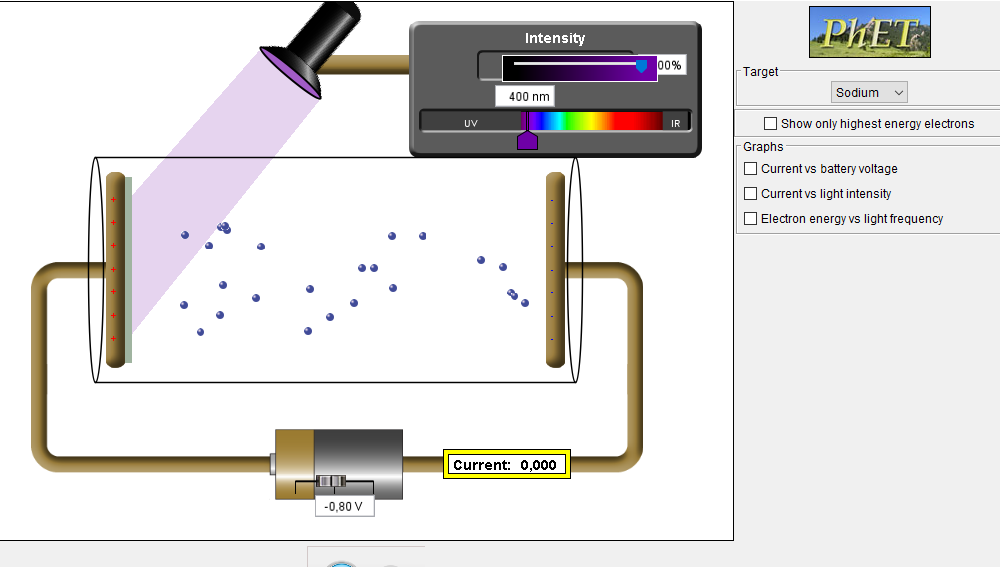 Intensity
00%
400 nm
UV
IR
PhET
Target
Sodium
Show only highest energy electrons
Graphs
Current vs battery voltage
Current vs light intensity
Electron energy vs light frequency
Current: 0,000
-0,80 V